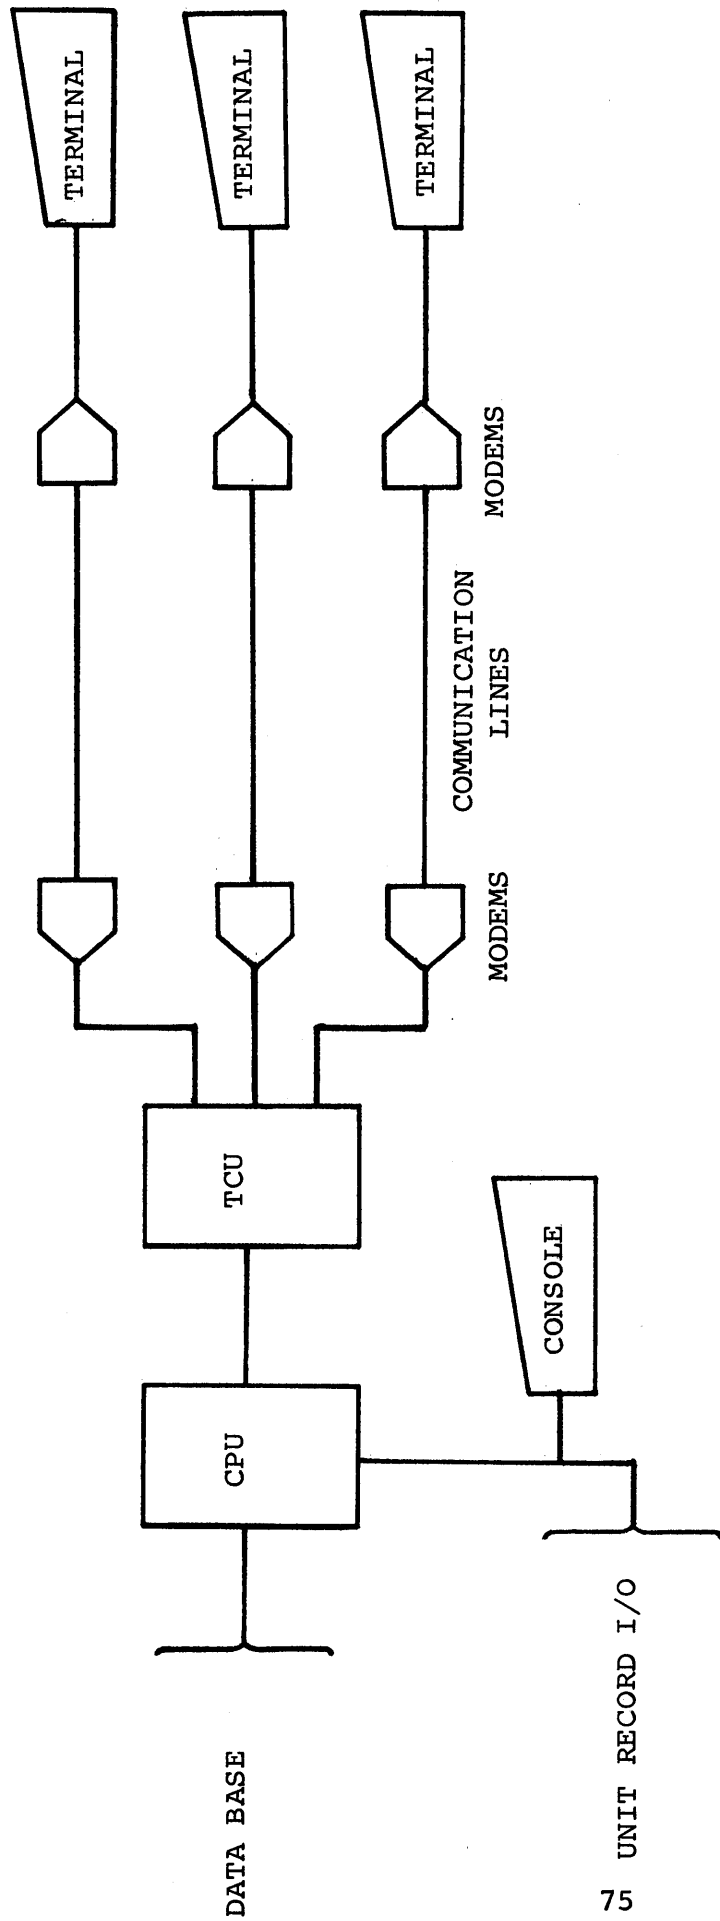 TERMINAL
TERMINAL
TERMINAL
MODEMS
COMMUNICATION
LINES
MODEMS
TCU
CONSOLE
CPU
DATA BASE
UNIT RECORD I/O
75